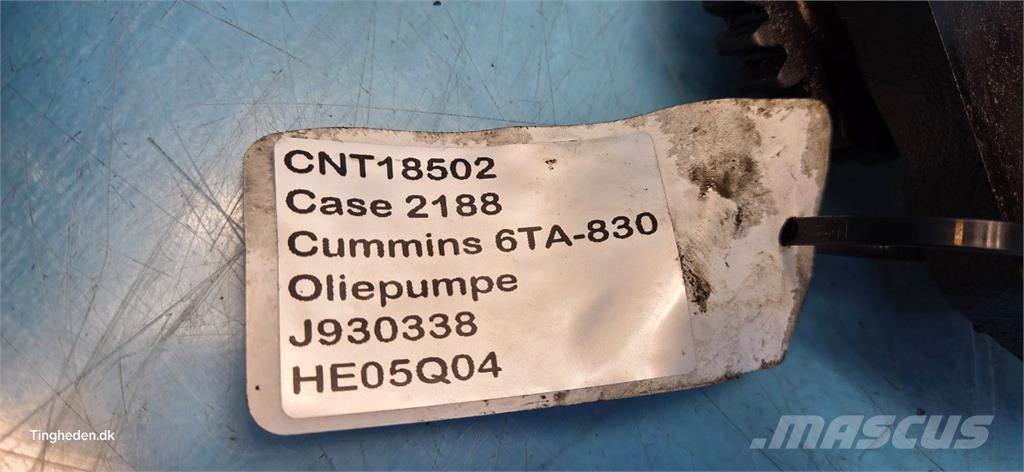 CNT18502
Case 2188
Cummins 6TA-830
Oliepumpe
J930338
HE05Q04
Tingheden.dk
MASCUS